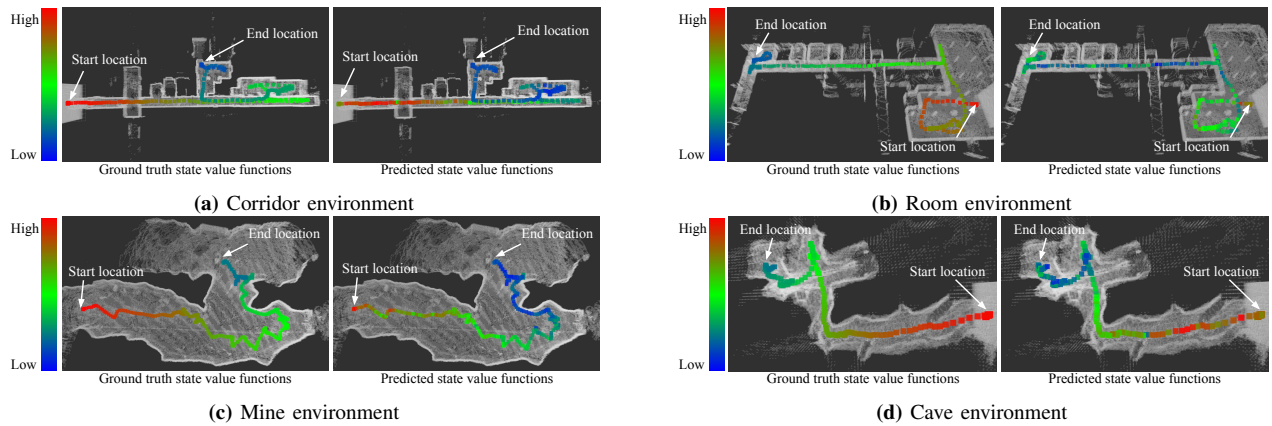 High
Low
Start location
End location
Ground truth state value functions
End location
Start location
Predicted state value functions
(a) Corridor environment
High
Low
End location
Start location
Ground truth state value functions
End location
Start location
Predicted state value functions
(b) Room environment
High
Low
End location
Start location
Ground truth state value functions
End location
Start location
Predicted state value functions
(c) Mine environment
High
Low
End location
Start location
Ground truth state value functions
End location
Start location
Predicted state value functions
(d) Cave environment